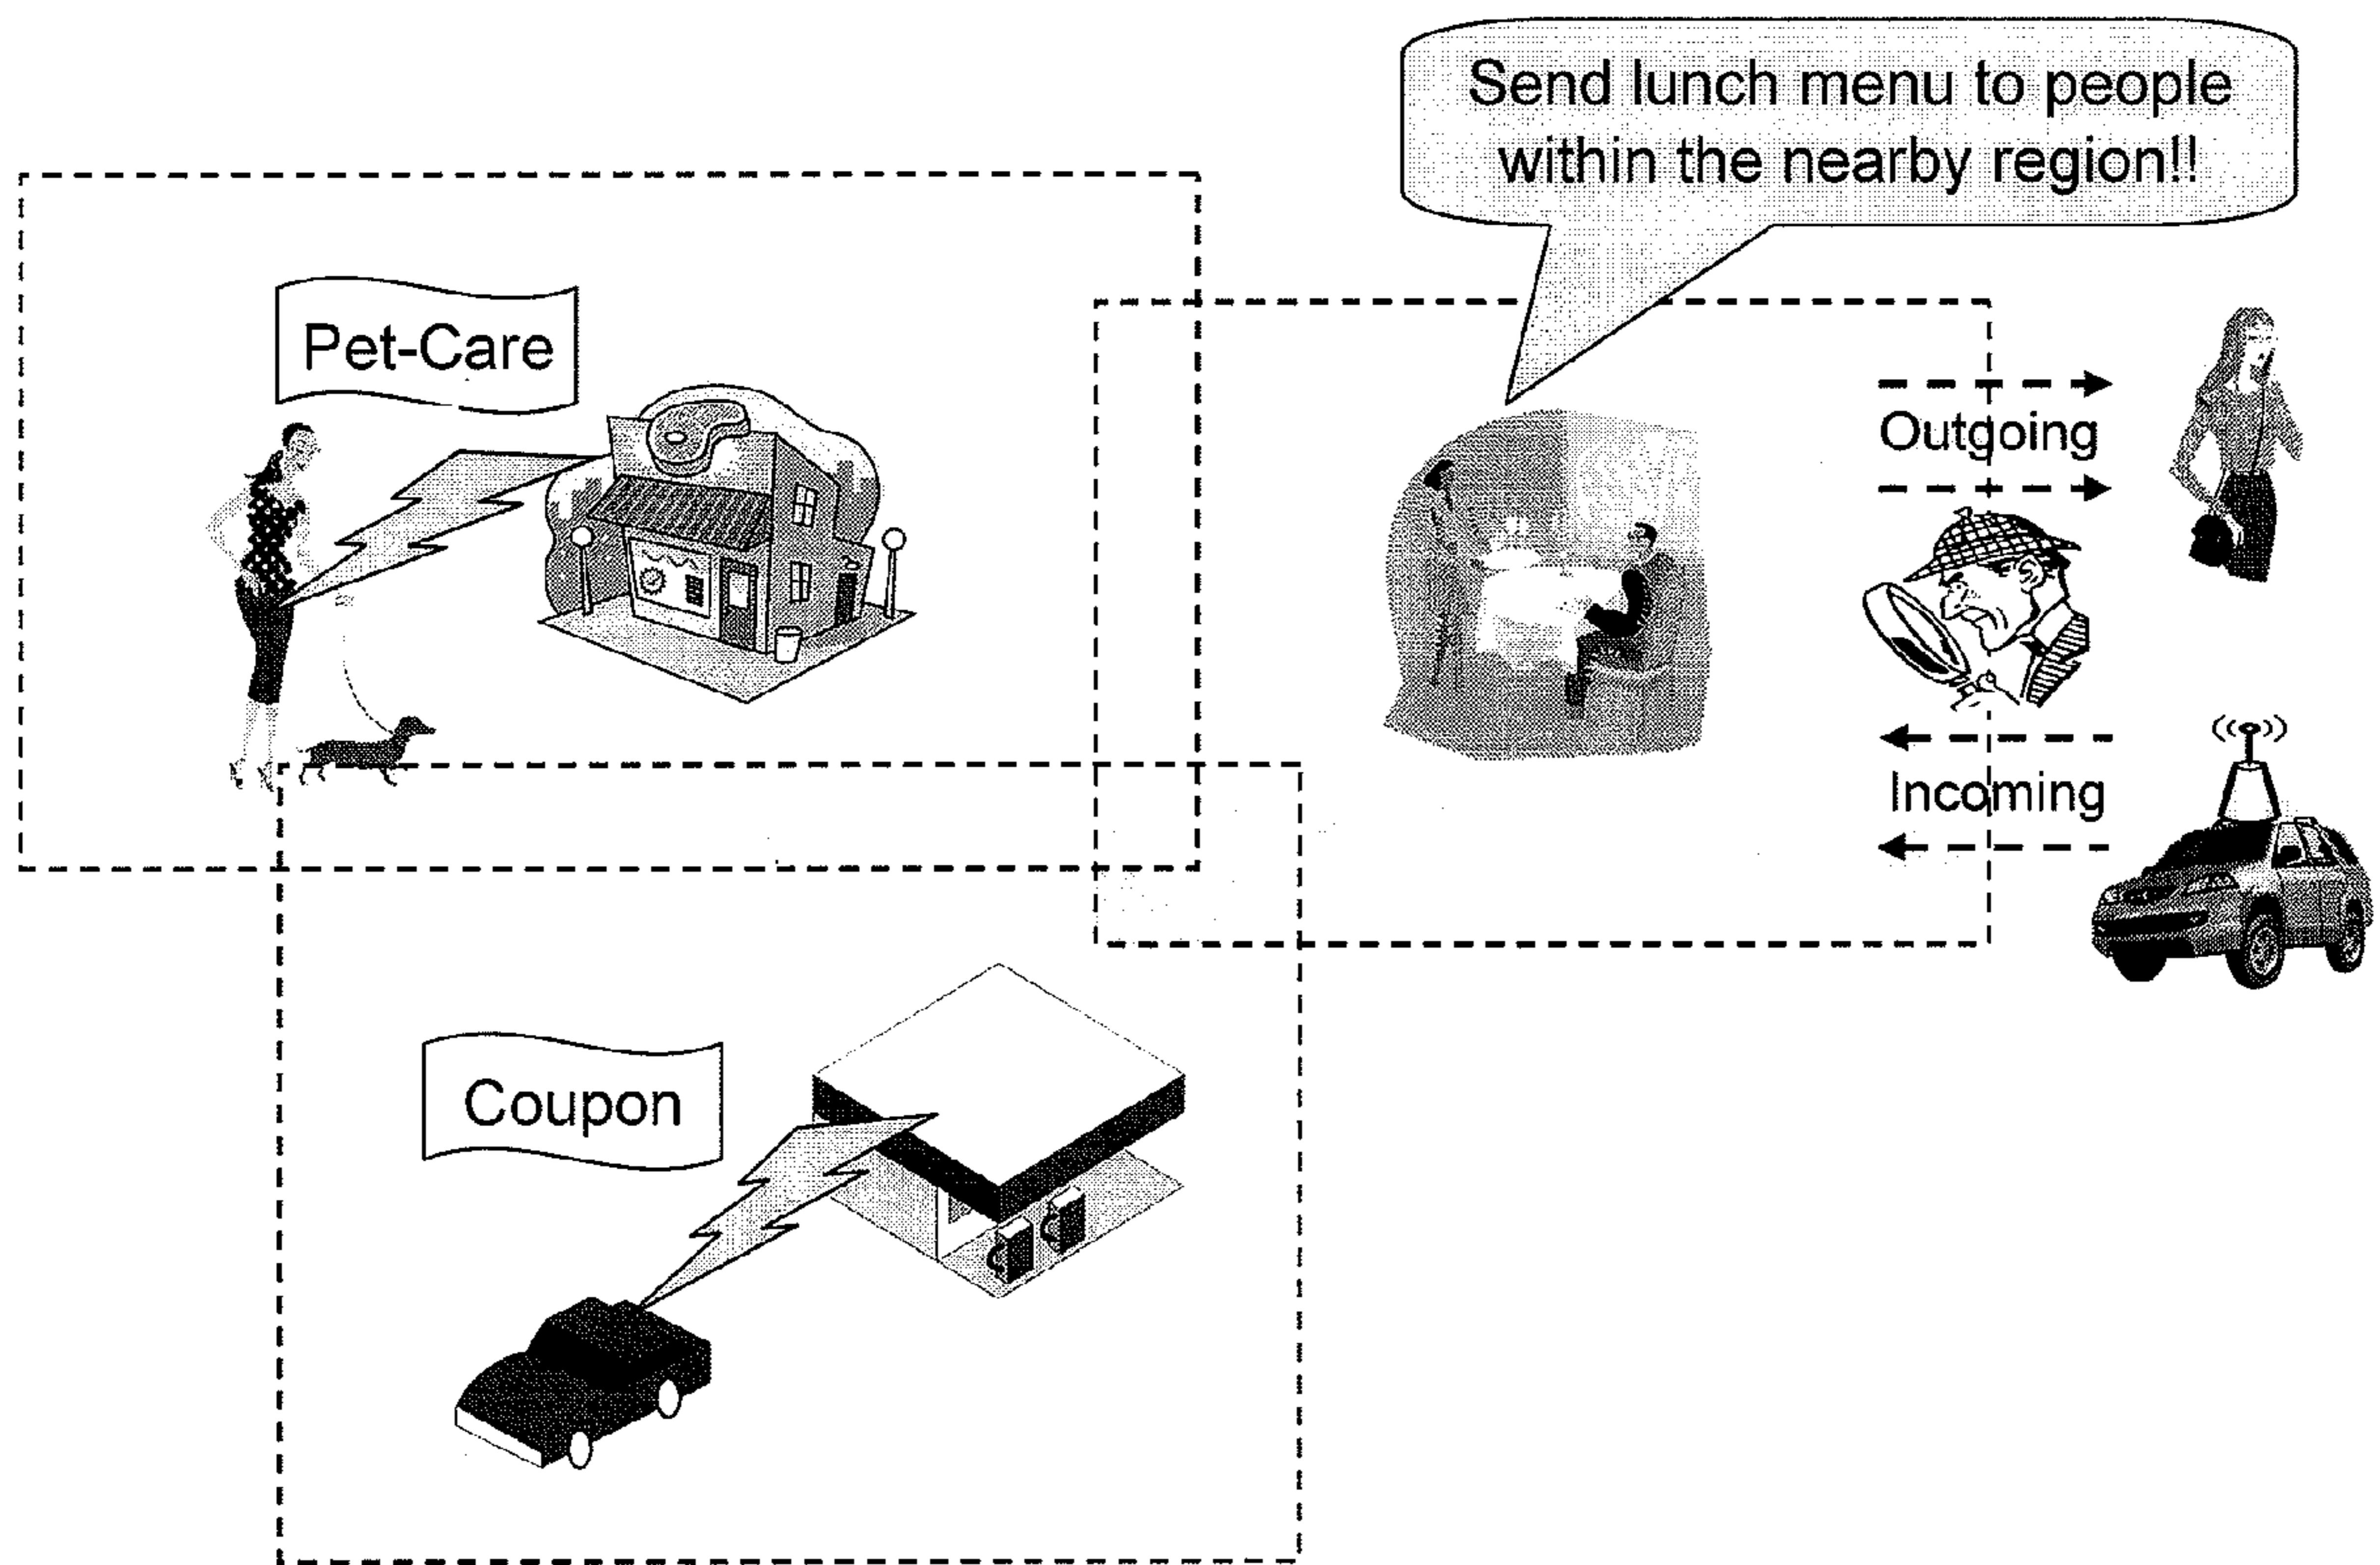 Send lunch menu to people
within the nearby region!!
Pet-Care
Outgoing
Incoming
Coupon